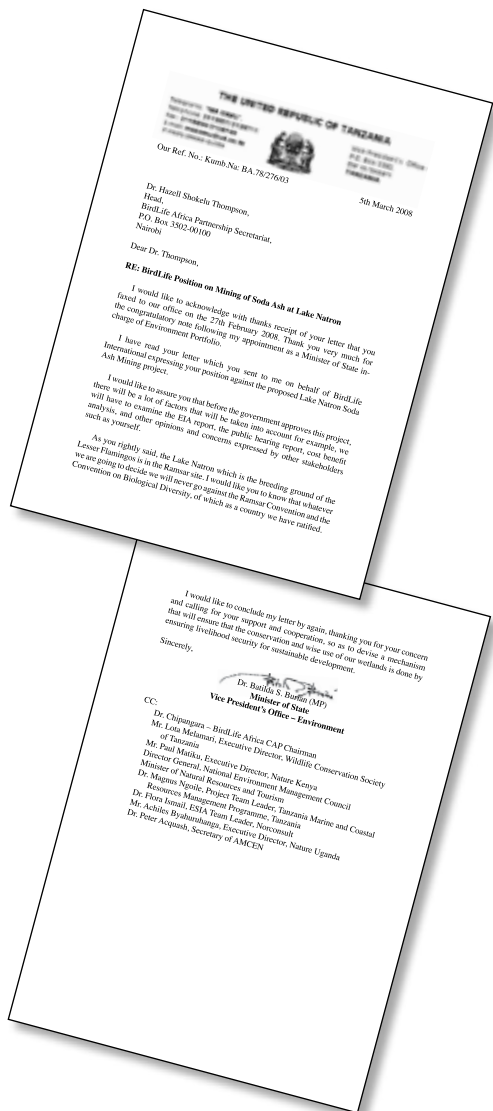 THE UNITED REPUBLIC OF TANZANIA
Vice President's Office
P.O. Box
TANZANIA
Our Ref. No.: Kumb.Na: BA.78/276/03
5th March 2008
Dr. Hazell Shokelu Thompson,
Head,
BirdLife Africa Partnership Secretariat,
P.O. Box 3502-00100
Nairobi
Dear Dr. Thompson,
RE: BirdLife Position on Mining of Soda Ash at Lake Natron
I would like to acknowledge with thanks receipt of your letter that you
faxed to our office on the 27th February 2008. Thank you very much for
the congratulatory note following my appointment as a Minister of State in-
charge of Environment Portfolio.
I have read your letter which you sent to me on behalf of BirdLife
International expressing your position against the proposed Lake Natron Soda
Ash Mining project.
I would like to assure you that before the government approves this project,
there will be a lot of factors that will be taken into account for example, we
will have to examine the EIA report, the public hearing report, cost benefit
analysis, and other opinions and concerns expressed by other stakeholders
such as yourself.
As you rightly said, the Lake Natron which is the breeding ground of the
Lesser Flamingos is in the Ramsar site. I would like you to know that whatever
we are going to decide we will never go against the Ramsar Convention and the
Convention on Biological Diversity, of which as a country we have ratified.
I would like to conclude my letter by again, thanking you for your concern
and calling for your support and cooperation, so as to devise a mechanism
that will ensure that the conservation and wise use of our wetlands is done by
ensuring livelihood security for sustainable development.
Sincerely,
Dr. Batilda S. Burian (MP)
Minister of State
Vice President's Office – Environment
CC:
Dr. Chipangara – BirdLife Africa CAP Chairman
Mr. Lota Melamari, Executive Director, Wildlife Conservation Society
of Tanzania
Mr. Paul Matiku, Executive Director, Nature Kenya
Director General, National Environment Management Council
Minister of Natural Resources and Tourism
Dr. Magnus Ngoile, Project Team Leader, Tanzania Marine and Coastal
Resources Management Programme, Tanzania
Dr. Flora Ismail, ESIA Team Leader, Norconsult
Mr. Achiles Byahuruhanga, Executive Director, Nature Uganda
Dr. Peter Acquash, Secretary of AMCEN